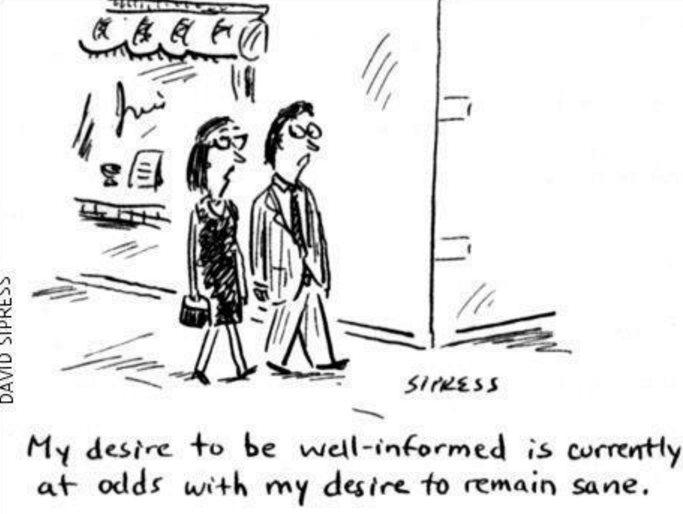 DAVID SIPRESS
SIPRESS
My desire to be well-informed is currently
at odds with my desire to remain sane.